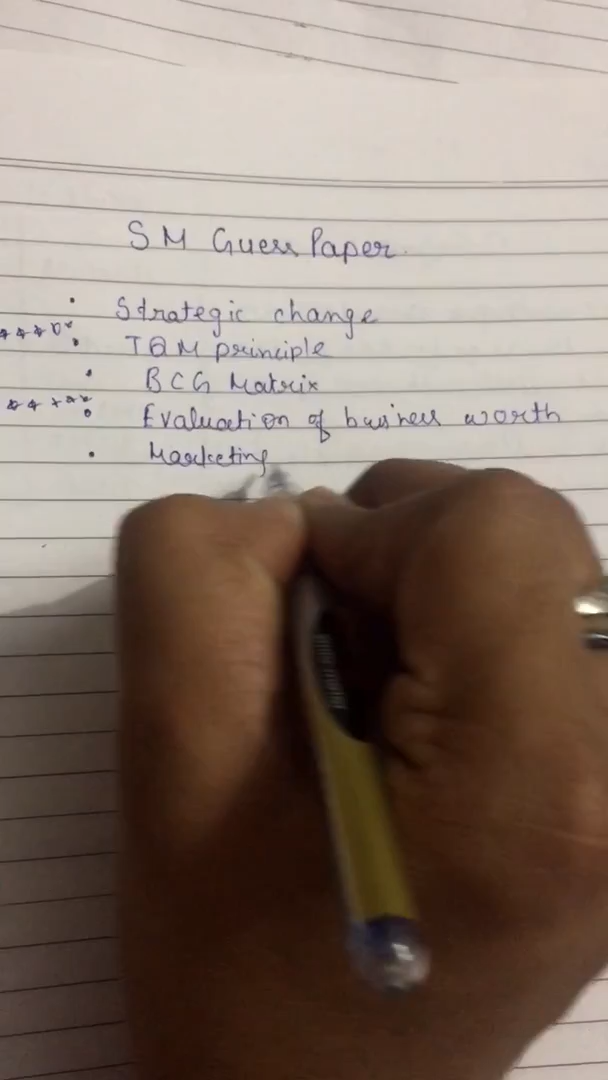 SM Guess Paper.
• Strategic change
• TQM principle
• BCG Matrix
• Evaluation of business worth
• Marketing